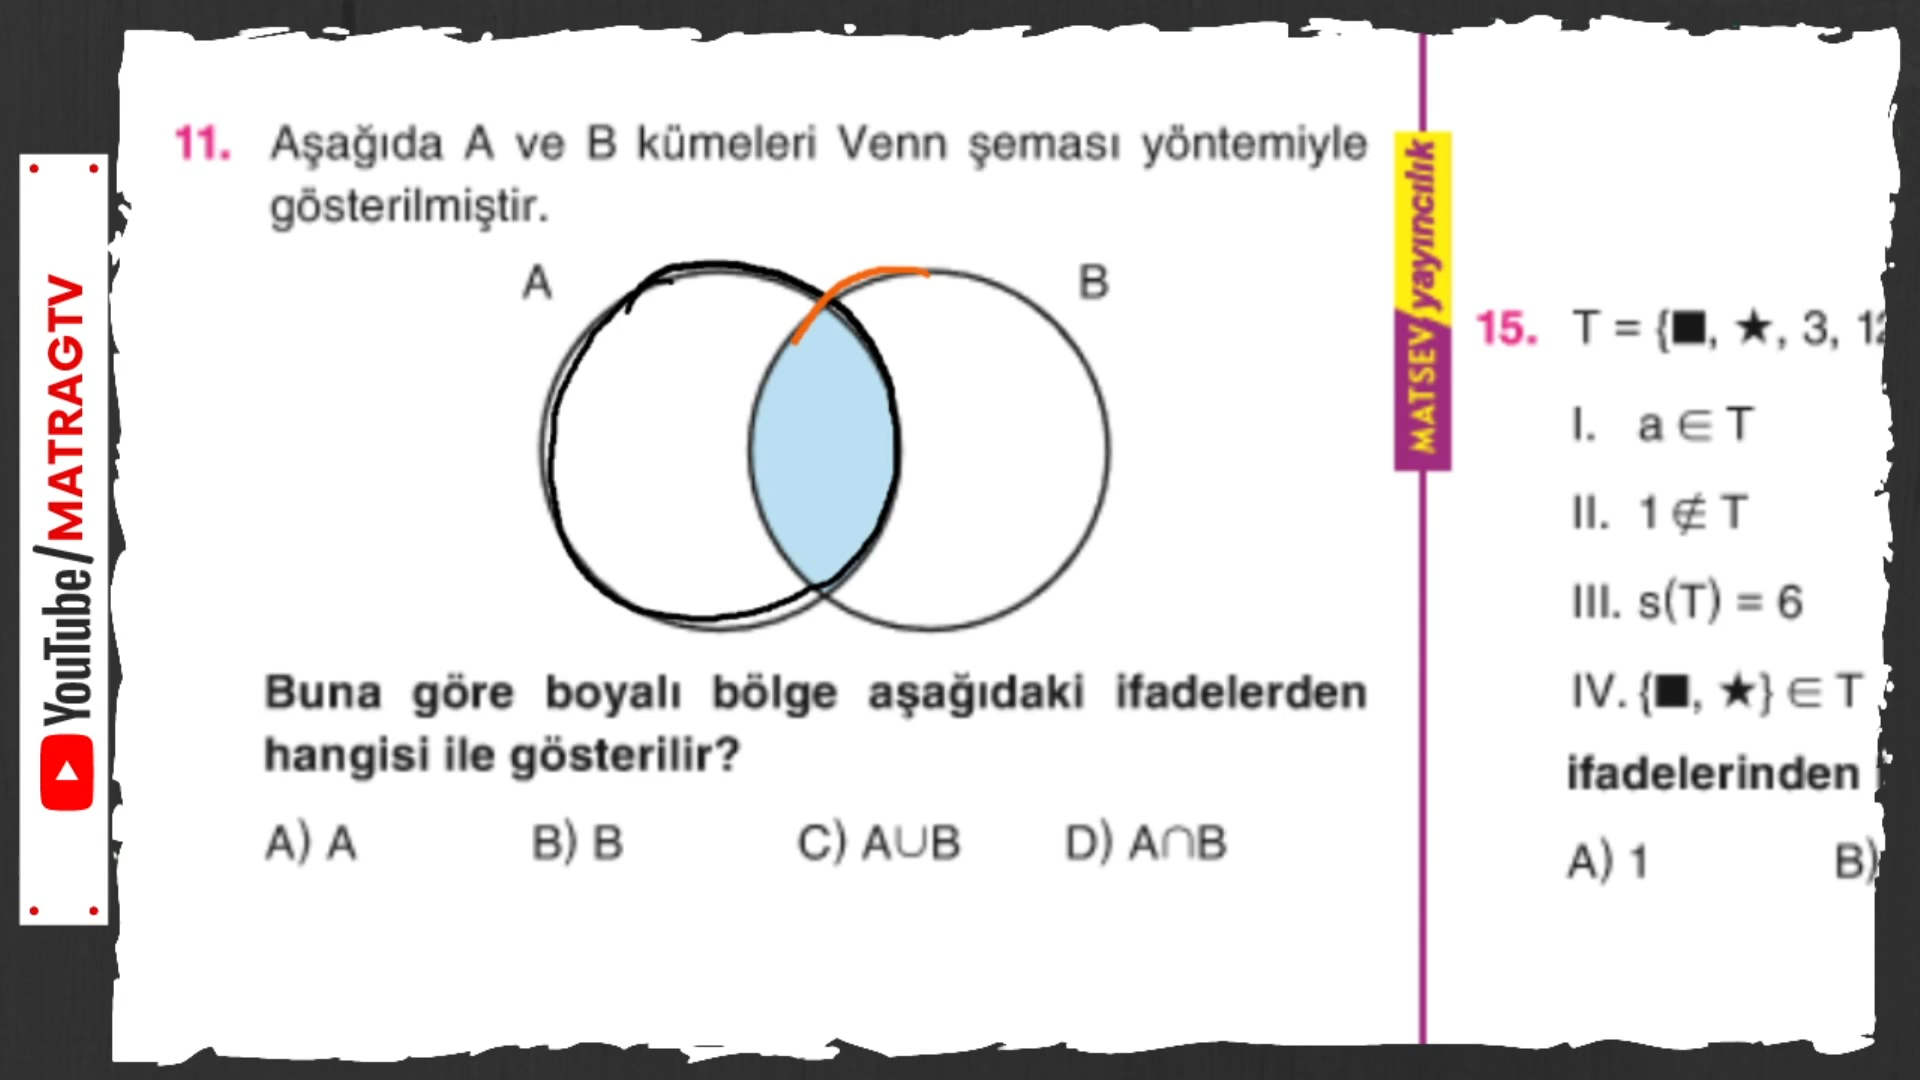 YouTube/MATRAGTV
11. Aşağıda A ve B kümeleri Venn şeması yöntemiyle
gösterilmiştir.
A
B
Buna göre boyalı bölge aşağıdaki ifadelerden
hangisi ile gösterilir?
A) A B) B C) A∪B D) A∩B
MATSEV yayıncılık
15. T = {■, ★, 3, 12
I. a ∈ T
II. 1 ∉ T
III. s(T) = 6
IV. {■, ★} ∈ T
ifadelerinden
A) 1 B)